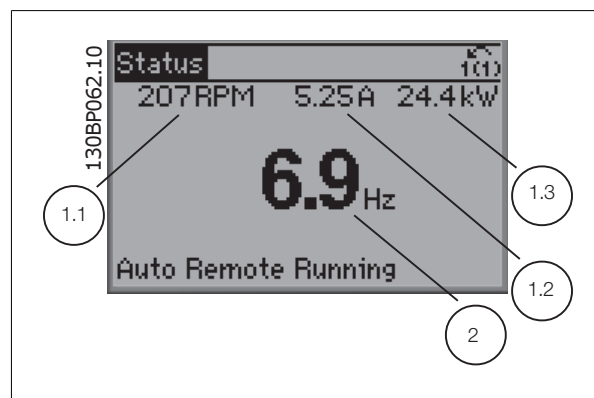 130BP062.10
Status
1(1)
207RPM 5.25A 24.4kW
6.9Hz
Auto Remote Running
1.1
1.3
1.2
2